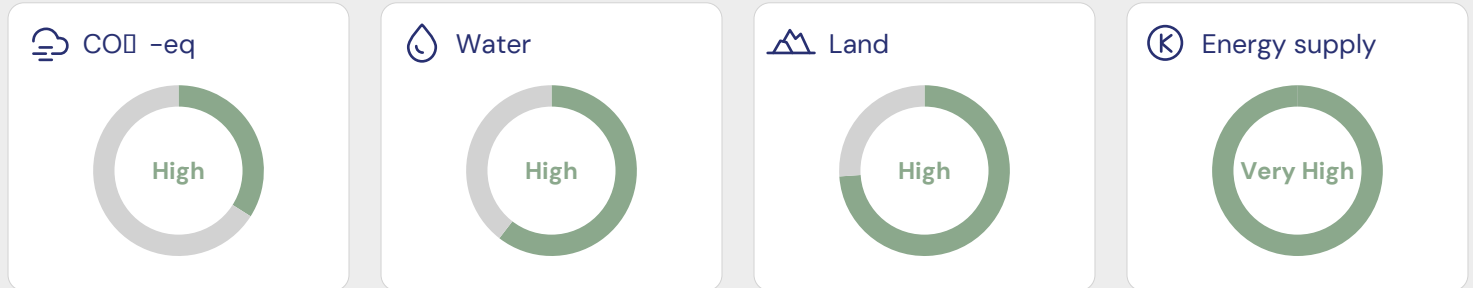 CO▯ -eq
Water
Land
Energy supply
High
High
High
Very High